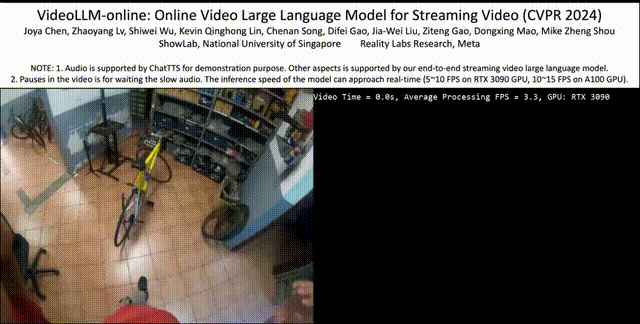 VideoLLM-online: Online Video Large Language Model for Streaming Video (CVPR 2024)
Joya Chen, Zhaoyang Lv, Shiwei Wu, Kevin Qinghong Lin, Chenan Song, Difei Gao, Jia-Wei Liu, Ziteng Gao, Dongxing Mao, Mike Zheng Shou
ShowLab, National University of Singapore Reality Labs Research, Meta
NOTE: 1. Audio is supported by ChatTTS for demonstration purpose. Other aspects is supported by our end-to-end streaming video large language model.
2. Pauses in the video is for waiting the slow audio. The inference speed of the model can approach real-time (5~10 FPS on RTX 3090 GPU, 10~15 FPS on A100 GPU).
Video Time = 0.0s, Average Processing FPS = 3.3, GPU: RTX 3090